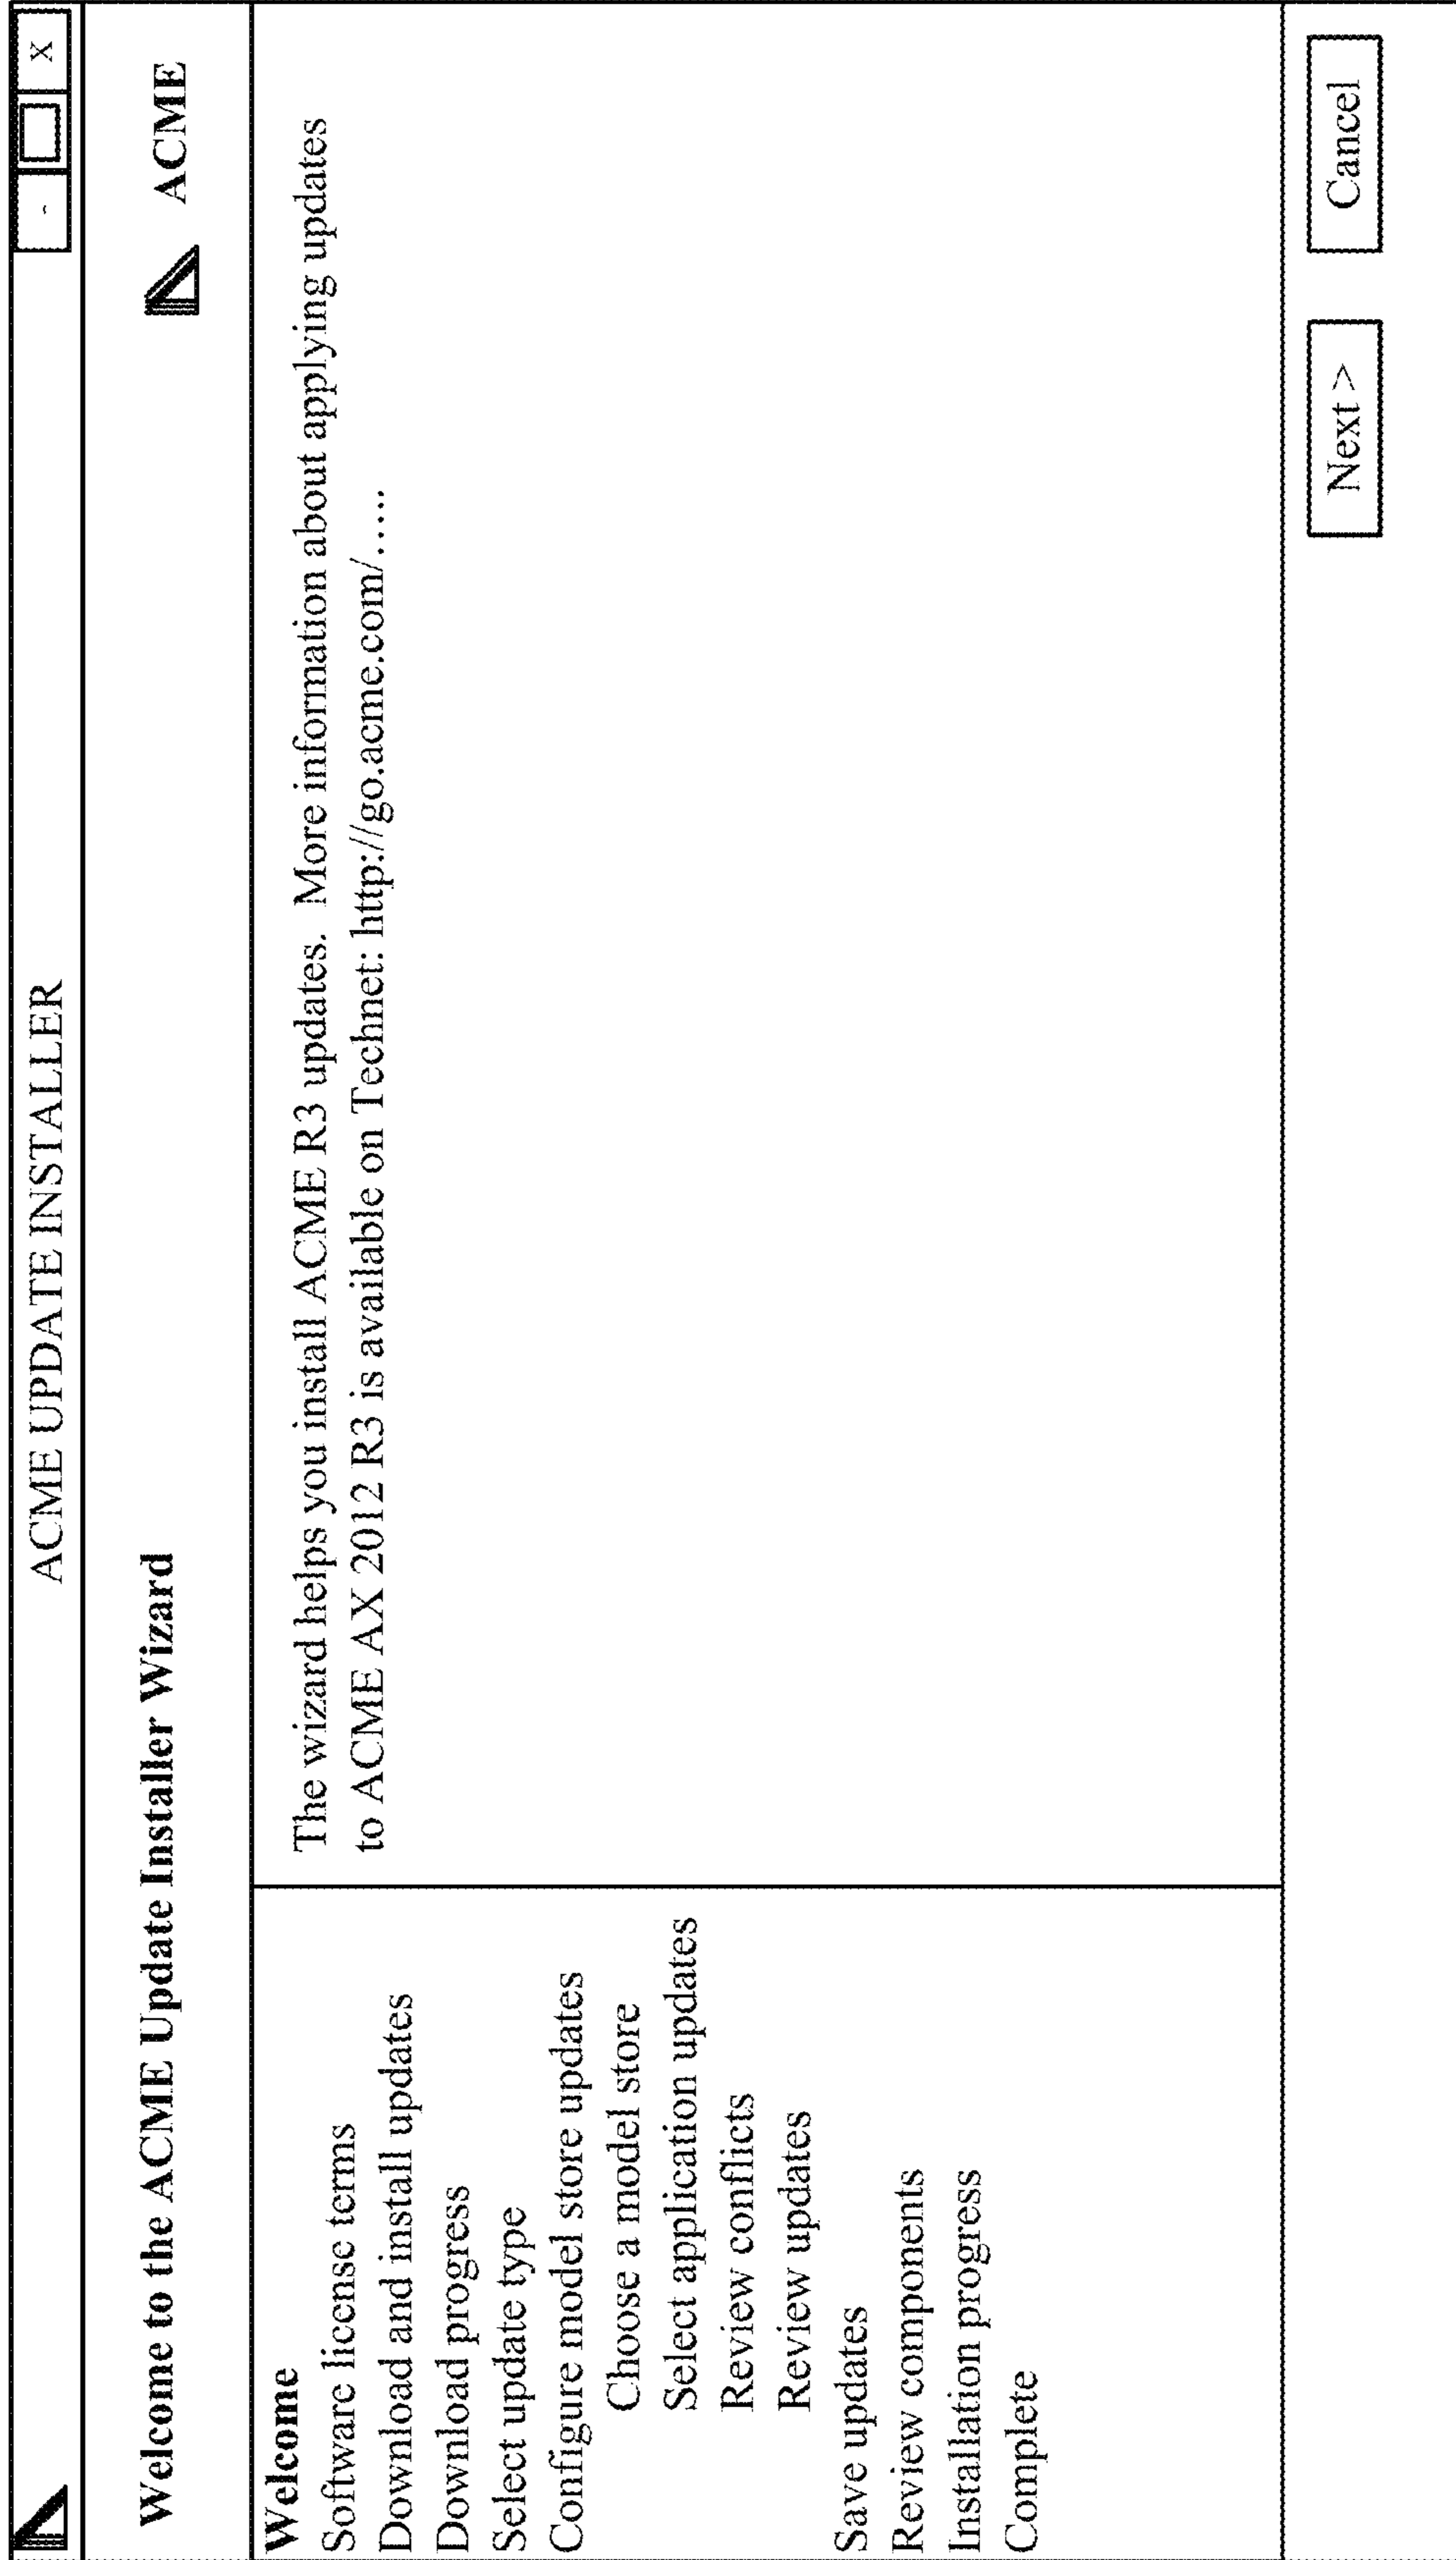 ACME UPDATE INSTALLER
- X
Welcome to the ACME Update Installer Wizard
ACME
Welcome
Software license terms
Download and install updates
Download progress
Select update type
Configure model store updates
Choose a model store
Select application updates
Review conflicts
Review updates
Save updates
Review components
Installation progress
Complete
The wizard helps you install ACME R3 updates. More information about applying updates
to ACME AX 2012 R3 is available on Technet: http://go.acme.com/.....
Next >
Cancel